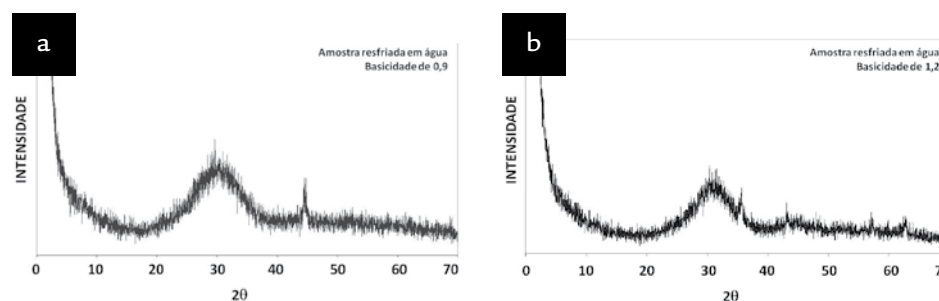 a
Amostra resfriada em água
Basicidade de 0,9
INTENSIDADE
0 10 20 30 40 50 60 70
2θ
b
Amostra resfriada em água
Basicidade de 1,2
INTENSIDADE
0 10 20 30 40 50 60 7
2θ